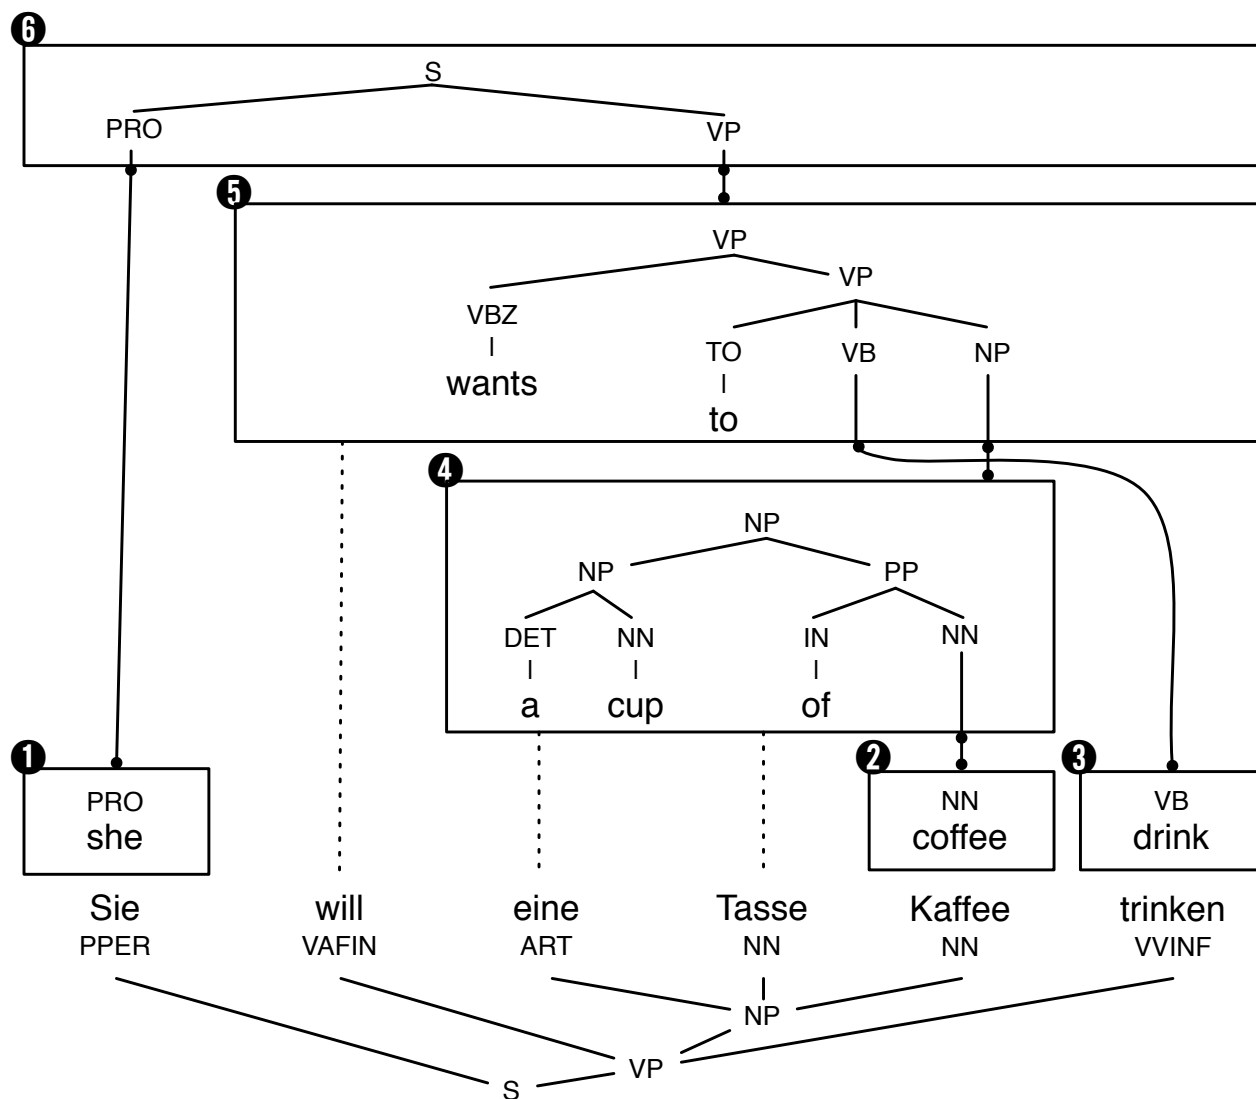 6
S
PRO VP
5
VP
VP
VBZ
TO VB NP
wants
to
4
NP
NP PP
DET NN IN NN
a cup of
1 2 3
PRO NN VB
she coffee drink
Sie will eine Tasse Kaffee trinken
PPER VAFIN ART NN NN VVINF
NP
VP
S